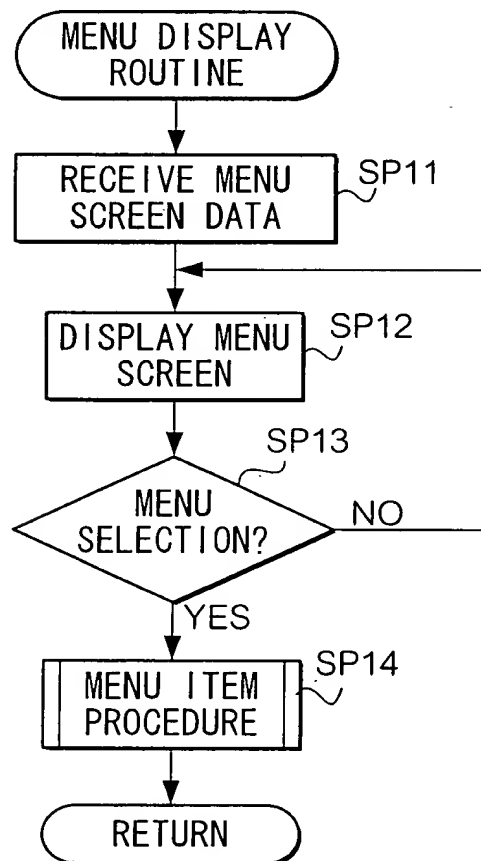 MENU DISPLAY
ROUTINE
RECEIVE MENU
SCREEN DATA
SP11
DISPLAY MENU
SCREEN
SP12
SP13
MENU
SELECTION?
NO
YES
SP14
MENU ITEM
PROCEDURE
RETURN